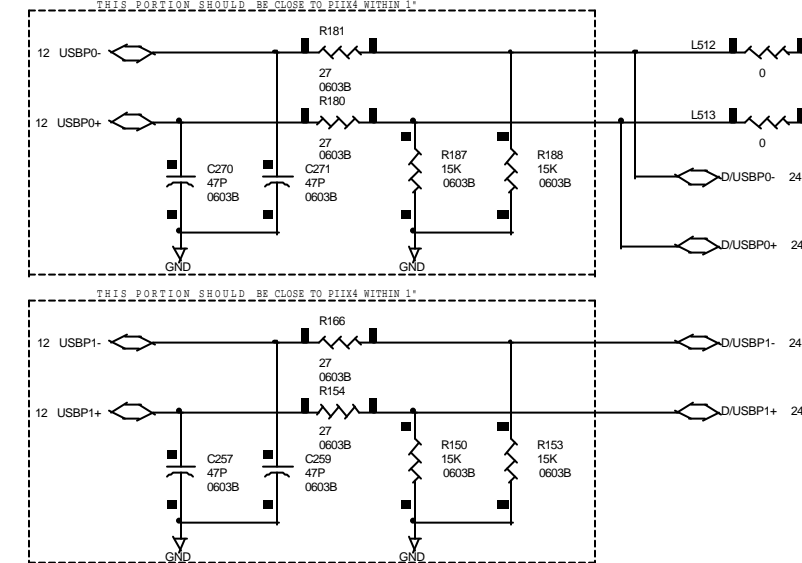 THIS PORTION SHOULD BE CLOSE TO PIIX4 WITHIN 1"
R181
12 USBP0-
27
0603B
L512
0
R180
12 USBP0+
27
0603B
L513
0
C270
47P
0603B
C271
47P
0603B
R187
15K
0603B
R188
15K
0603B
D/USBP0- 24
D/USBP0+ 24
GND
GND
THIS PORTION SHOULD BE CLOSE TO PIIX4 WITHIN 1"
R166
12 USBP1-
27
0603B
D/USBP1- 24
R154
12 USBP1+
27
0603B
D/USBP1+ 24
C257
47P
0603B
C259
47P
0603B
R150
15K
0603B
R153
15K
0603B
GND
GND